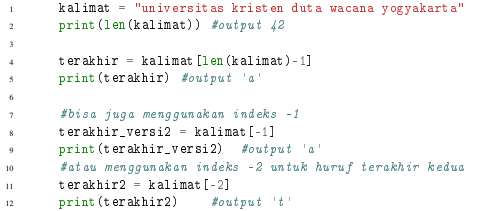 1 kalimat = "universitas kristen duta wacana yogyakarta"
2 print(len(kalimat)) #output 42
3
4 terakhir = kalimat[len(kalimat)-1]
5 print(terakhir) #output 'a'
6
7 #bisa juga menggunakan indeks -1
8 terakhir_versi2 = kalimat[-1]
9 print(terakhir_versi2) #output 'a'
10 #atau menggunakan indeks -2 untuk huruf terakhir kedua
11 terakhir2 = kalimat[-2]
12 print(terakhir2) #output 't'